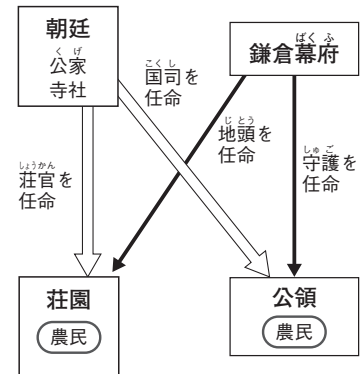 朝廷
くげ
公家
寺社
こくし
国司を
任命
ばくふ
鎌倉幕府
じとう
地頭を
任命
しゅご
守護を
任命
しょうかん
荘官を
任命
荘園
農民
公領
農民